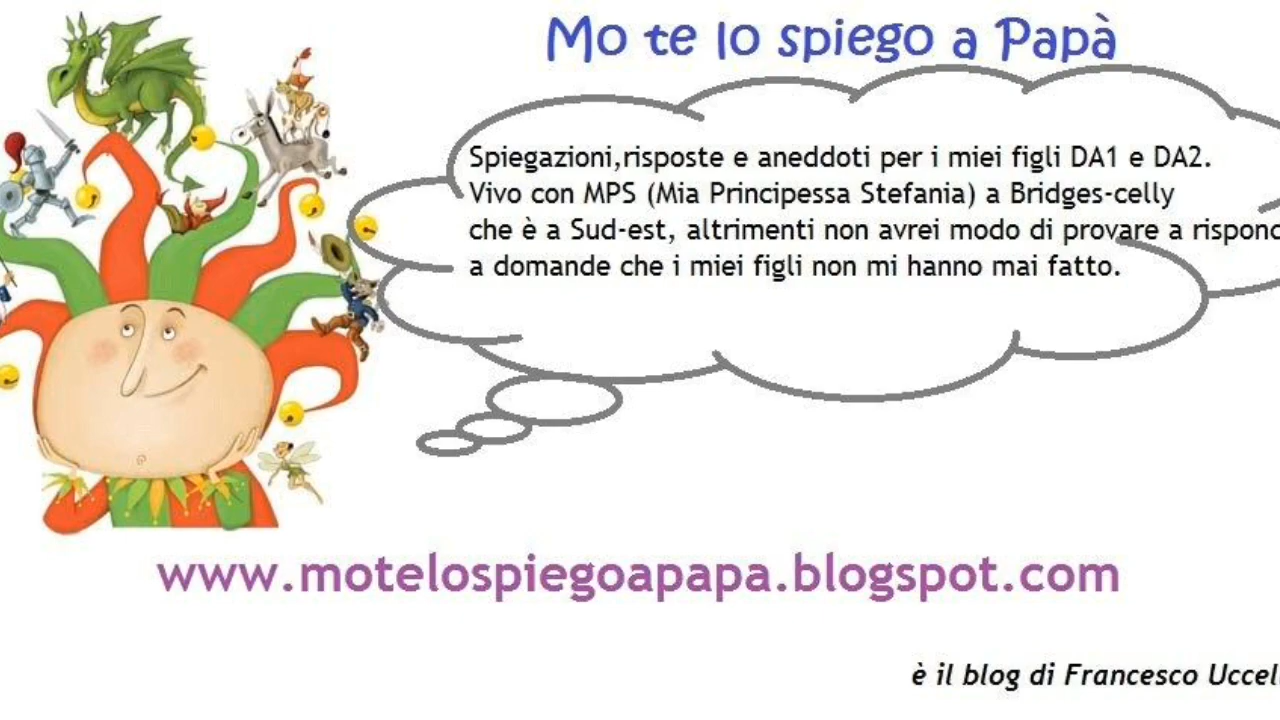 Mo te lo spiego a Papà
Spiegazioni,risposte e aneddoti per i miei figli DA1 e DA2.
Vivo con MPS (Mia Principessa Stefania) a Bridges-celly
che è a Sud-est, altrimenti non avrei modo di provare a
a domande che i miei figli non mi hanno mai fatto.
www.motelospiegoapapa.blogspot.com
è il blog di Francesco